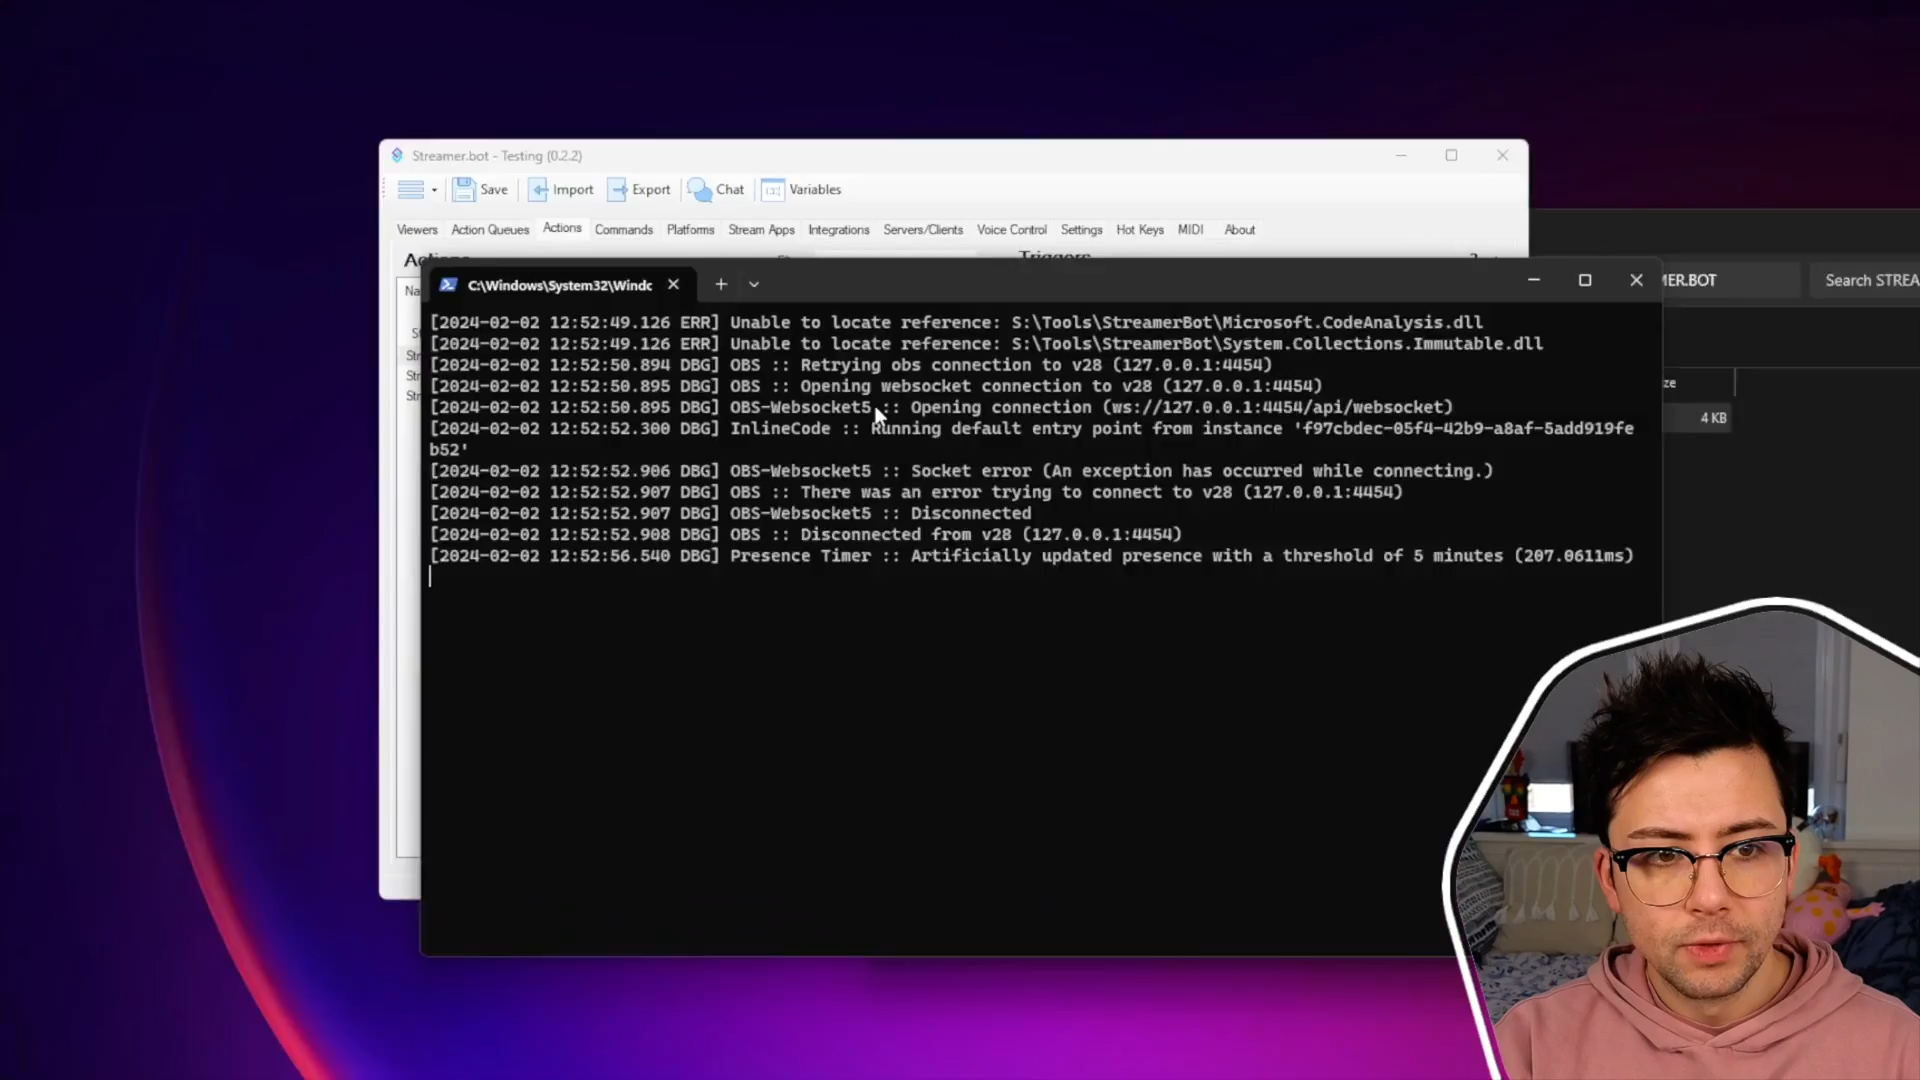 Streamer.bot - Testing (0.2.2)
Save Import Export Chat Variables
Viewers Action Queues Actions Commands Platforms Stream Apps Integrations Servers/Clients Voice Control Settings Hot Keys MIDI About
Triggers
C:\Windows\System32\Windc
MER.BOT Search STREA
[2024-02-02 12:52:49.126 ERR] Unable to locate reference: S:\Tools\StreamerBot\Microsoft.CodeAnalysis.dll
[2024-02-02 12:52:49.126 ERR] Unable to locate reference: S:\Tools\StreamerBot\System.Collections.Immutable.dll
[2024-02-02 12:52:50.894 DBG] OBS :: Retrying obs connection to v28 (127.0.0.1:4454)
[2024-02-02 12:52:50.895 DBG] OBS :: Opening websocket connection to v28 (127.0.0.1:4454)
[2024-02-02 12:52:50.895 DBG] OBS-Websocket5 :: Opening connection (ws://127.0.0.1:4454/api/websocket)
[2024-02-02 12:52:52.300 DBG] InlineCode :: Running default entry point from instance 'f97cbdec-05f4-42b9-a8af-5add919fe
b52'
[2024-02-02 12:52:52.906 DBG] OBS-Websocket5 :: Socket error (An exception has occurred while connecting.)
[2024-02-02 12:52:52.907 DBG] OBS :: There was an error trying to connect to v28 (127.0.0.1:4454)
[2024-02-02 12:52:52.907 DBG] OBS-Websocket5 :: Disconnected
[2024-02-02 12:52:52.908 DBG] OBS :: Disconnected from v28 (127.0.0.1:4454)
[2024-02-02 12:52:56.540 DBG] Presence Timer :: Artificially updated presence with a threshold of 5 minutes (207.0611ms)
ze
4 KB